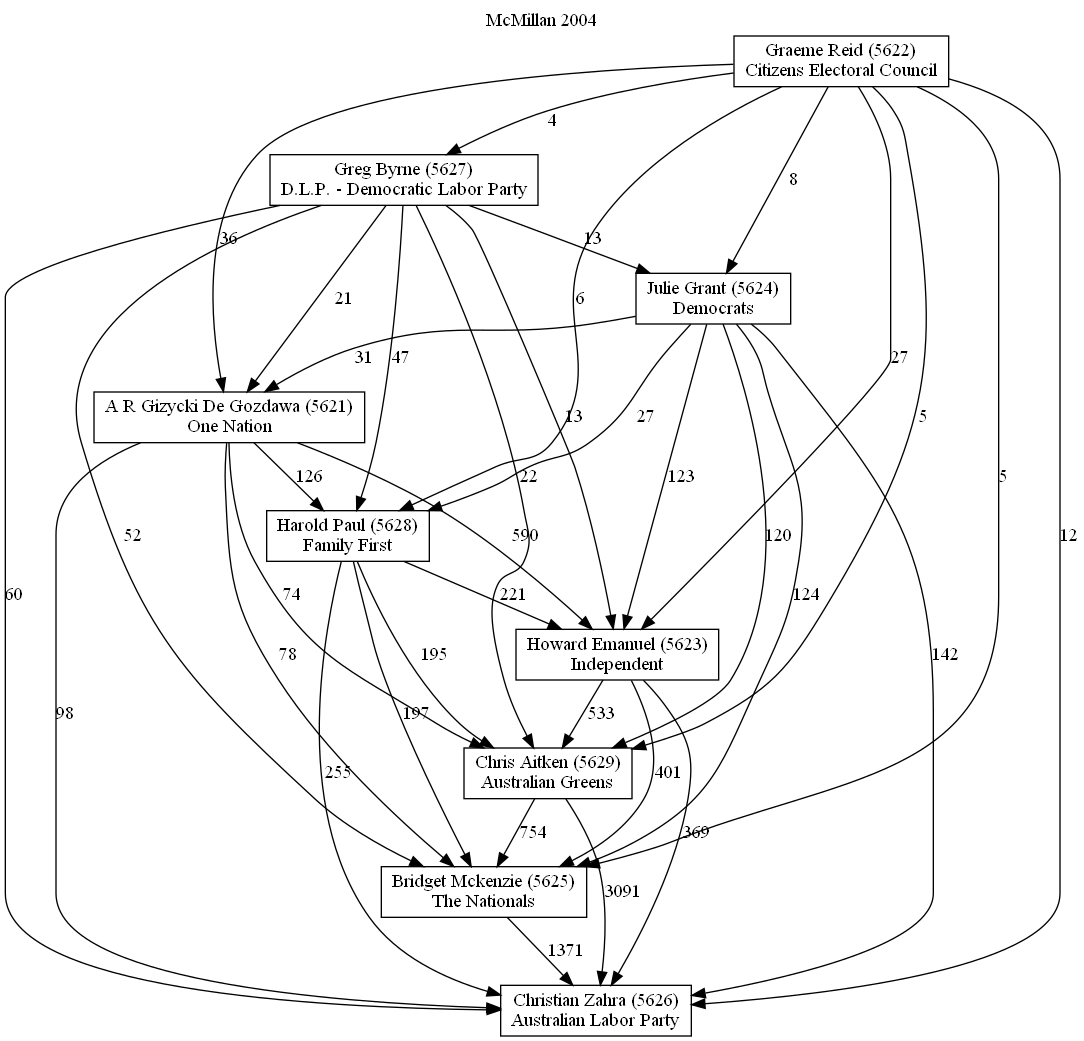 McMillan 2004
Graeme Reid (5622)
Citizens Electoral Council
4
Greg Byrne (5627)
D.L.P. - Democratic Labor Party
8
36
13
Julie Grant (5624)
Democrats
21
6
31
47
27
A R Gizycki De Gozdawa (5621)
One Nation
13
27
5
126
22
123
5
Harold Paul (5628)
Family First
52
590
120
12
60
74
221
124
Howard Emanuel (5623)
Independent
78
195
142
98
197
533
Chris Aitken (5629)
Australian Greens
255
401
754
369
Bridget Mckenzie (5625)
The Nationals
3091
1371
Christian Zahra (5626)
Australian Labor Party